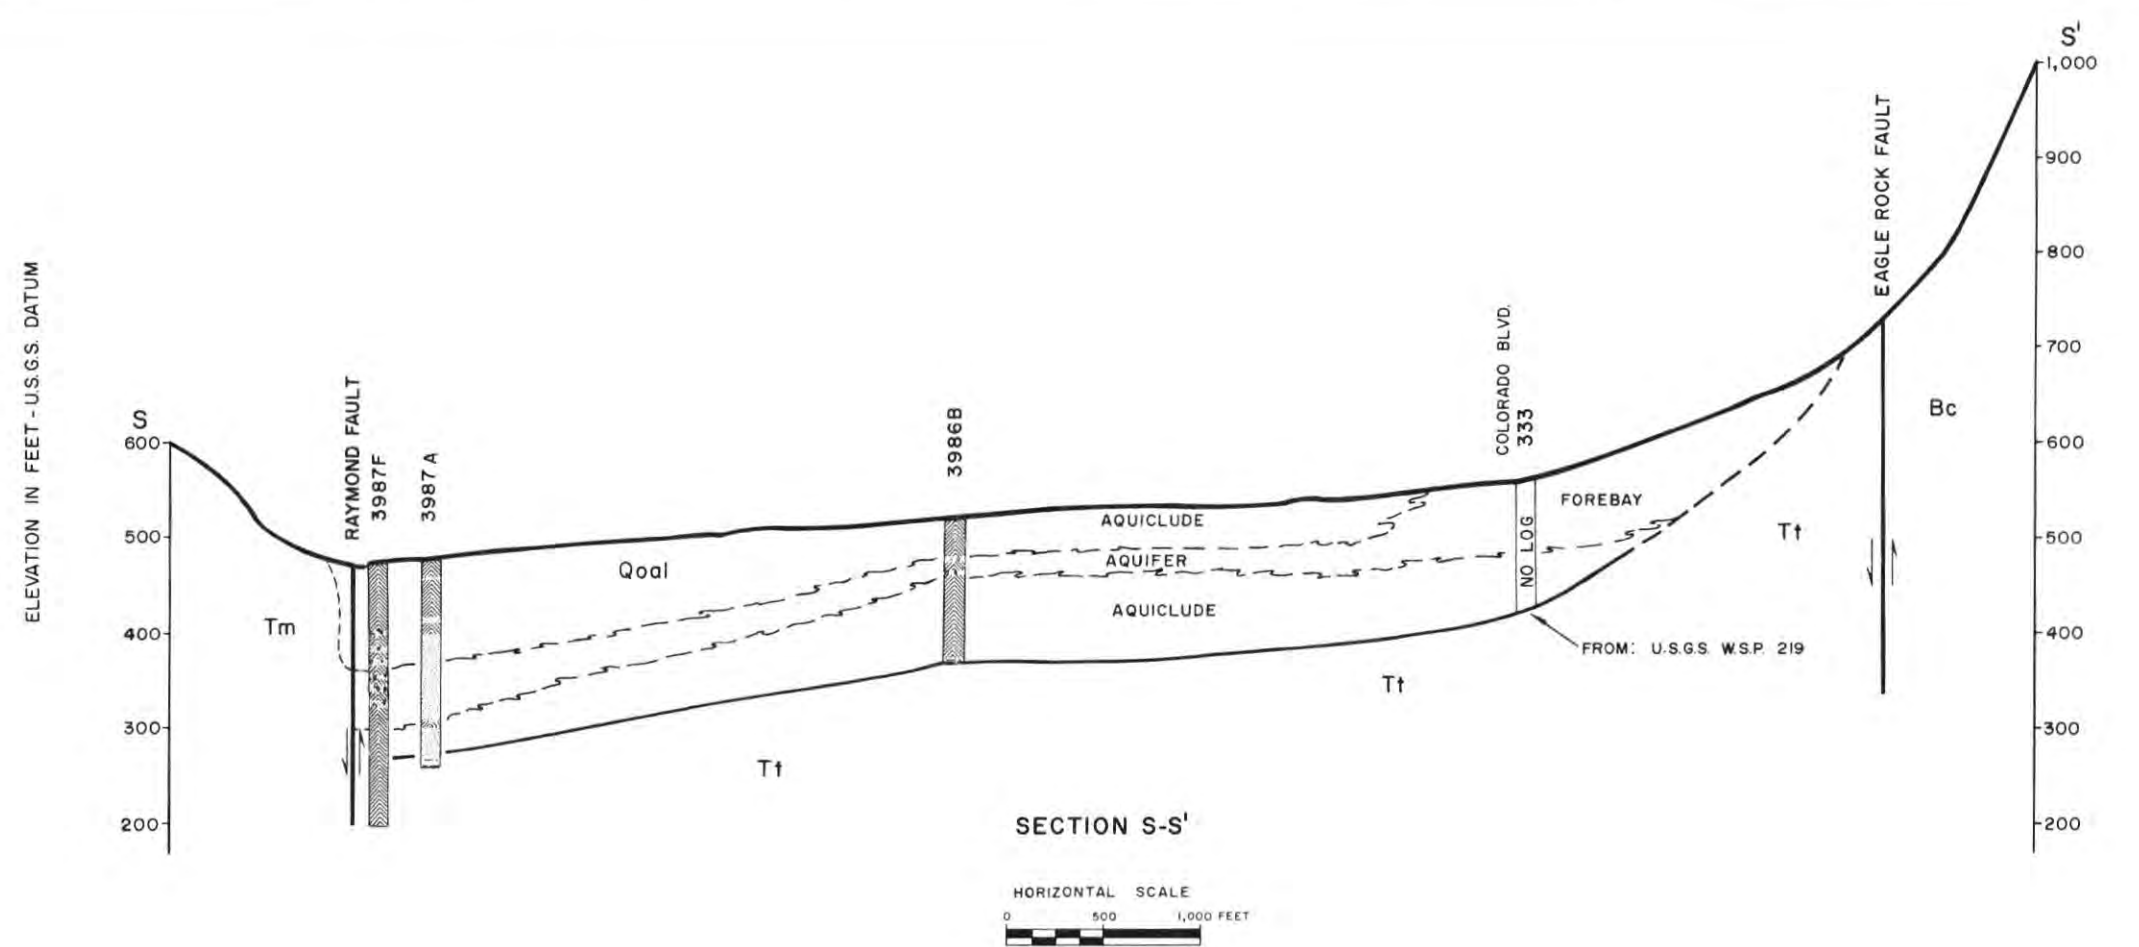 S'
1,000
900
800
700
600
500
400
300
200
ELEVATION IN FEET - U.S.G.S. DATUM
S
600
500
400
300
200
RAYMOND FAULT
3987F
3987A
3986B
COLORADO BLVD.
333
EAGLE ROCK FAULT
Tm
Qoal
AQUICLUDE
AQUIFER
AQUICLUDE
NO LOG
FOREBAY
Tt
Bc
FROM: U.S.G.S. W.S.P. 219
Tt
Tt
SECTION S-S'
HORIZONTAL SCALE
0 500 1,000 FEET